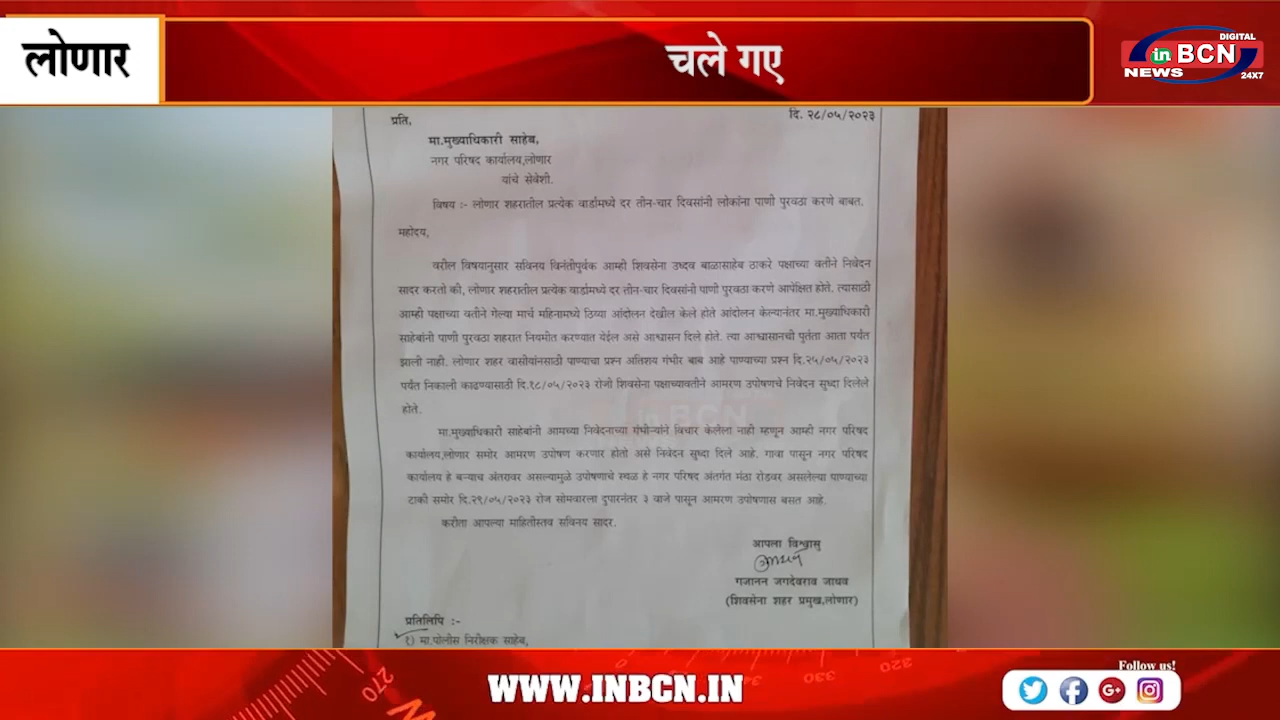 लोणार
चले गए
DIGITAL
in BCN
NEWS
24X7
दि. २८/०५/२०२३
प्रति,
मा.मुख्याधिकारी साहेब,
नगर परिषद कार्यालय,लोणार
यांचे सेवेशी.
विषय :- लोणार शहरातील प्रत्येक वार्डामध्ये दर तीन-चार दिवसांनी लोकांना पाणी पुरवठा करणे बाबत.
महोदय,
वरील विषयानुसार सविनय विनंतीपुर्वक आम्ही शिवसेना उध्दव बाळासाहेब ठाकरे पक्षाच्या वतीने निवेदन
सादर करतो की, लोणार शहरातील प्रत्येक वार्डामध्ये दर तीन-चार दिवसांनी पाणी पुरवठा करणे आपेक्षित होते. त्यासाठी
आम्ही पक्षाच्या वतीने गेल्या मार्च महिनामध्ये ठिय्या आंदोलन देखील केले होते आंदोलन केल्यानंतर मा.मुख्याधिकारी
साहेबांनी पाणी पुरवठा शहरात नियमीत करण्यात येईल असे आश्वासन दिले होते. त्या आश्वासानची पुर्तता आता पर्यंत
झाली नाही. लोणार शहर वासीयांनसाठी पाण्याचा प्रश्न अतिशय गंभीर बाब आहे पाण्याच्या प्रश्न दि.२५/०५/२०२३
पर्यंत निकाली काढण्यासाठी दि.१८/०५/२०२३ रोजी शिवसेना पक्षाच्यावतीने आमरण उपोषणचे निवेदन सुध्दा दिलेले
होते.
in BCN
मा.मुख्याधिकारी साहेबांनी आमच्या निवेदनाच्या गंभीर्याने विचार केलेला नाही म्हणून आम्ही नगर परिषद
कार्यालय,लोणार समोर आमरण उपोषण करणार होतो असे निवेदन सुध्दा दिले आहे. गावा पासून नगर परिषद
कार्यालय हे बऱ्याच अंतरावर असल्यामुळे उपोषणाचे स्थळ हे नगर परिषद अंतर्गत मंठा रोडवर असलेल्या पाण्याच्या
टाकी समोर दि.२९/०५/२०२३ रोज सोमवारला दुपारनंतर ३ वाजे पासून आमरण उपोषणास बसत आहे.
करीता आपल्या माहितीस्तव सविनय सादर.
आपला विश्वासु
गजानन जगदेवराव जाधव
(शिवसेना शहर प्रमुख,लोणार)
प्रतिलिपि :-
१) मा.पोलीस निरीक्षक साहेब,
WWW.INBCN.IN
Follow us!
270
320